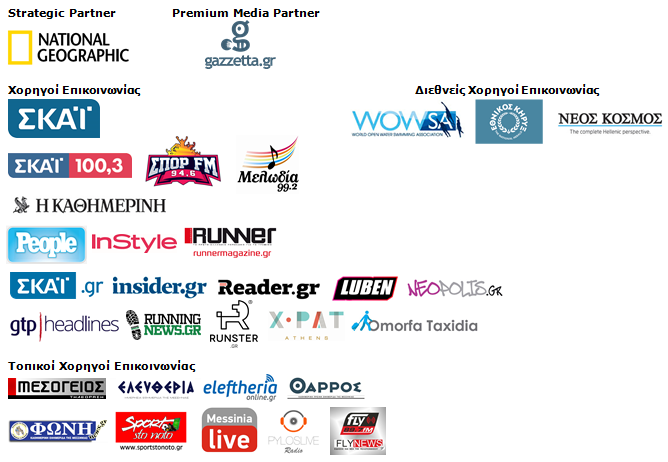 Strategic Partner
Premium Media Partner
NATIONAL
GEOGRAPHIC
gazzetta.gr
Χορηγοί Επικοινωνίας
Διεθνείς Χορηγοί Επικοινωνίας
ΣΚΑΪ
WOWSA
WORLD OPEN WATER SWIMMING ASSOCIATION
ΕΘΝΙΚΟΣ ΚΗΡΥΞ
ΝΕΟΣ ΚΟΣΜΟΣ
The complete Hellenic perspective.
ΣΚΑΪ 100,3
ΣΠΟΡ FM
94,6
Μελωδία
99.2
Η ΚΑΘΗΜΕΡΙΝΗ
People
InStyle
RUNNER
runnermagazine.gr
ΣΚΑΪ.gr
insider.gr
Reader.gr
LUBEN
NEOPOLIS.GR
gtp headlines
RUNNING
NEWS.GR
RUNSTER
.GR
X·PAT
ATHENS
Omorfa Taxidia
Τοπικοί Χορηγοί Επικοινωνίας
ΜΕΣΟΓΕΙΟΣ
ΤΗΛΕΟΡΑΣΗ
ΕΛΕΥΘΕΡΙΑ
eleftheria
online.gr
ΘΑΡΡΟΣ
ΦΩΝΗ
Sport
sto noto
www.sportstonoto.gr
Messinia
live
PYLOSLIVE
Radio
FLY
89.7 FM
FLYNEWS